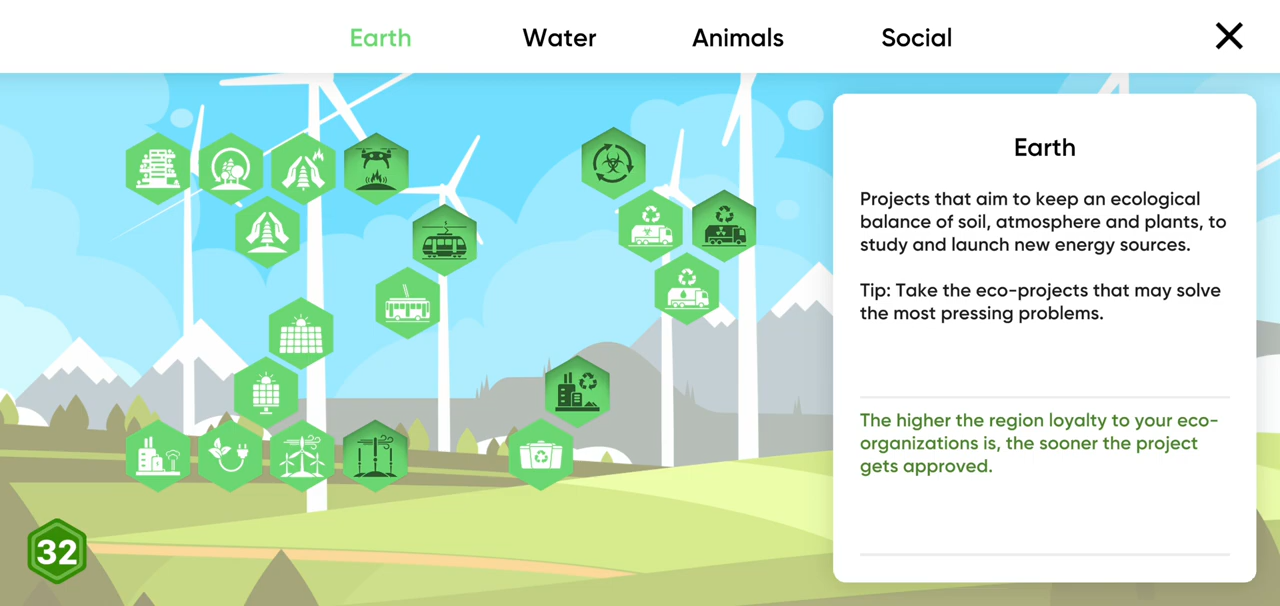 Earth Water Animals Social
Earth
Projects that aim to keep an ecological
balance of soil, atmosphere and plants, to
study and launch new energy sources.
Tip: Take the eco-projects that may solve
the most pressing problems.
The higher the region loyalty to your eco-
organizations is, the sooner the project
gets approved.
32